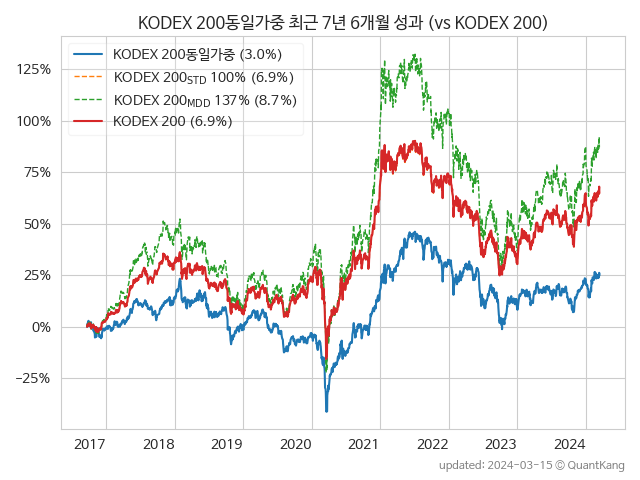 KODEX 200동일가중 최근 7년 6개월 성과 (vs KODEX 200)
KODEX 200동일가중 (3.0%)
KODEX 200STD 100% (6.9%)
KODEX 200MDD 137% (8.7%)
KODEX 200 (6.9%)
125%
100%
75%
50%
25%
0%
−25%
2017 2018 2019 2020 2021 2022 2023 2024
updated: 2024-03-15 ⓒ QuantKang